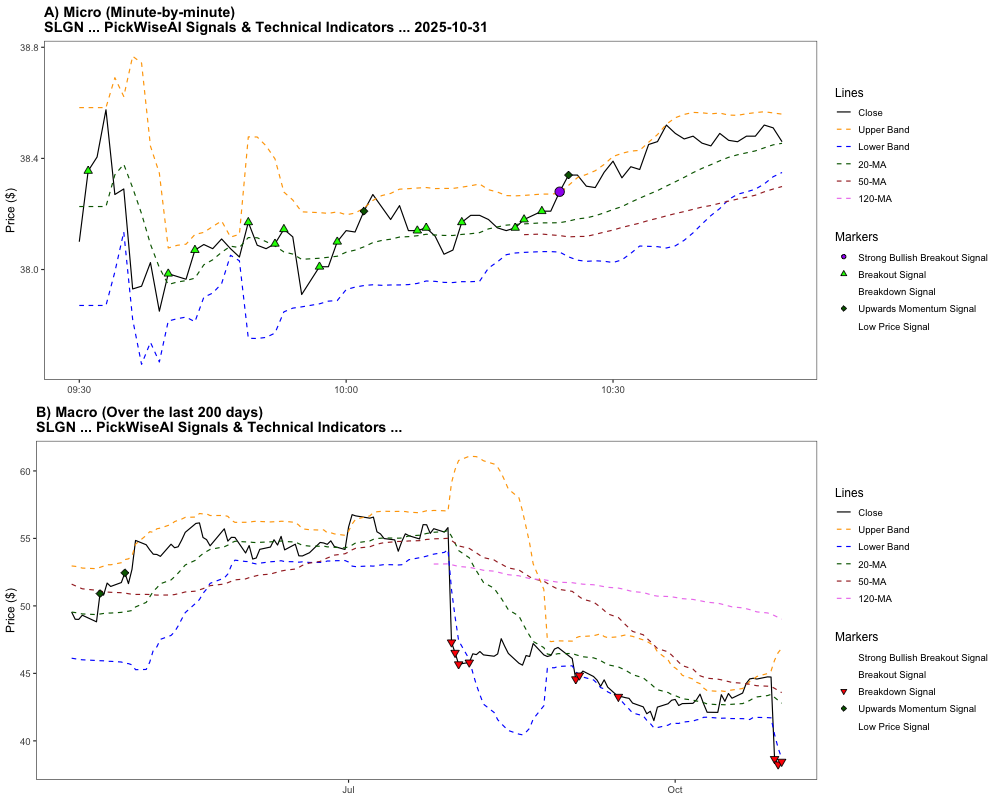 A) Micro (Minute-by-minute)
SLGN ... PickWiseAI Signals & Technical Indicators ... 2025-10-31
Price ($)
38.8
38.4
38.0
09:30
10:00
10:30
Lines
Close
Upper Band
Lower Band
20-MA
50-MA
120-MA
Markers
Strong Bullish Breakout Signal
Breakout Signal
Breakdown Signal
Upwards Momentum Signal
Low Price Signal
B) Macro (Over the last 200 days)
SLGN ... PickWiseAI Signals & Technical Indicators ...
Price ($)
60
55
50
45
40
Jul
Oct
Lines
Close
Upper Band
Lower Band
20-MA
50-MA
120-MA
Markers
Strong Bullish Breakout Signal
Breakout Signal
Breakdown Signal
Upwards Momentum Signal
Low Price Signal